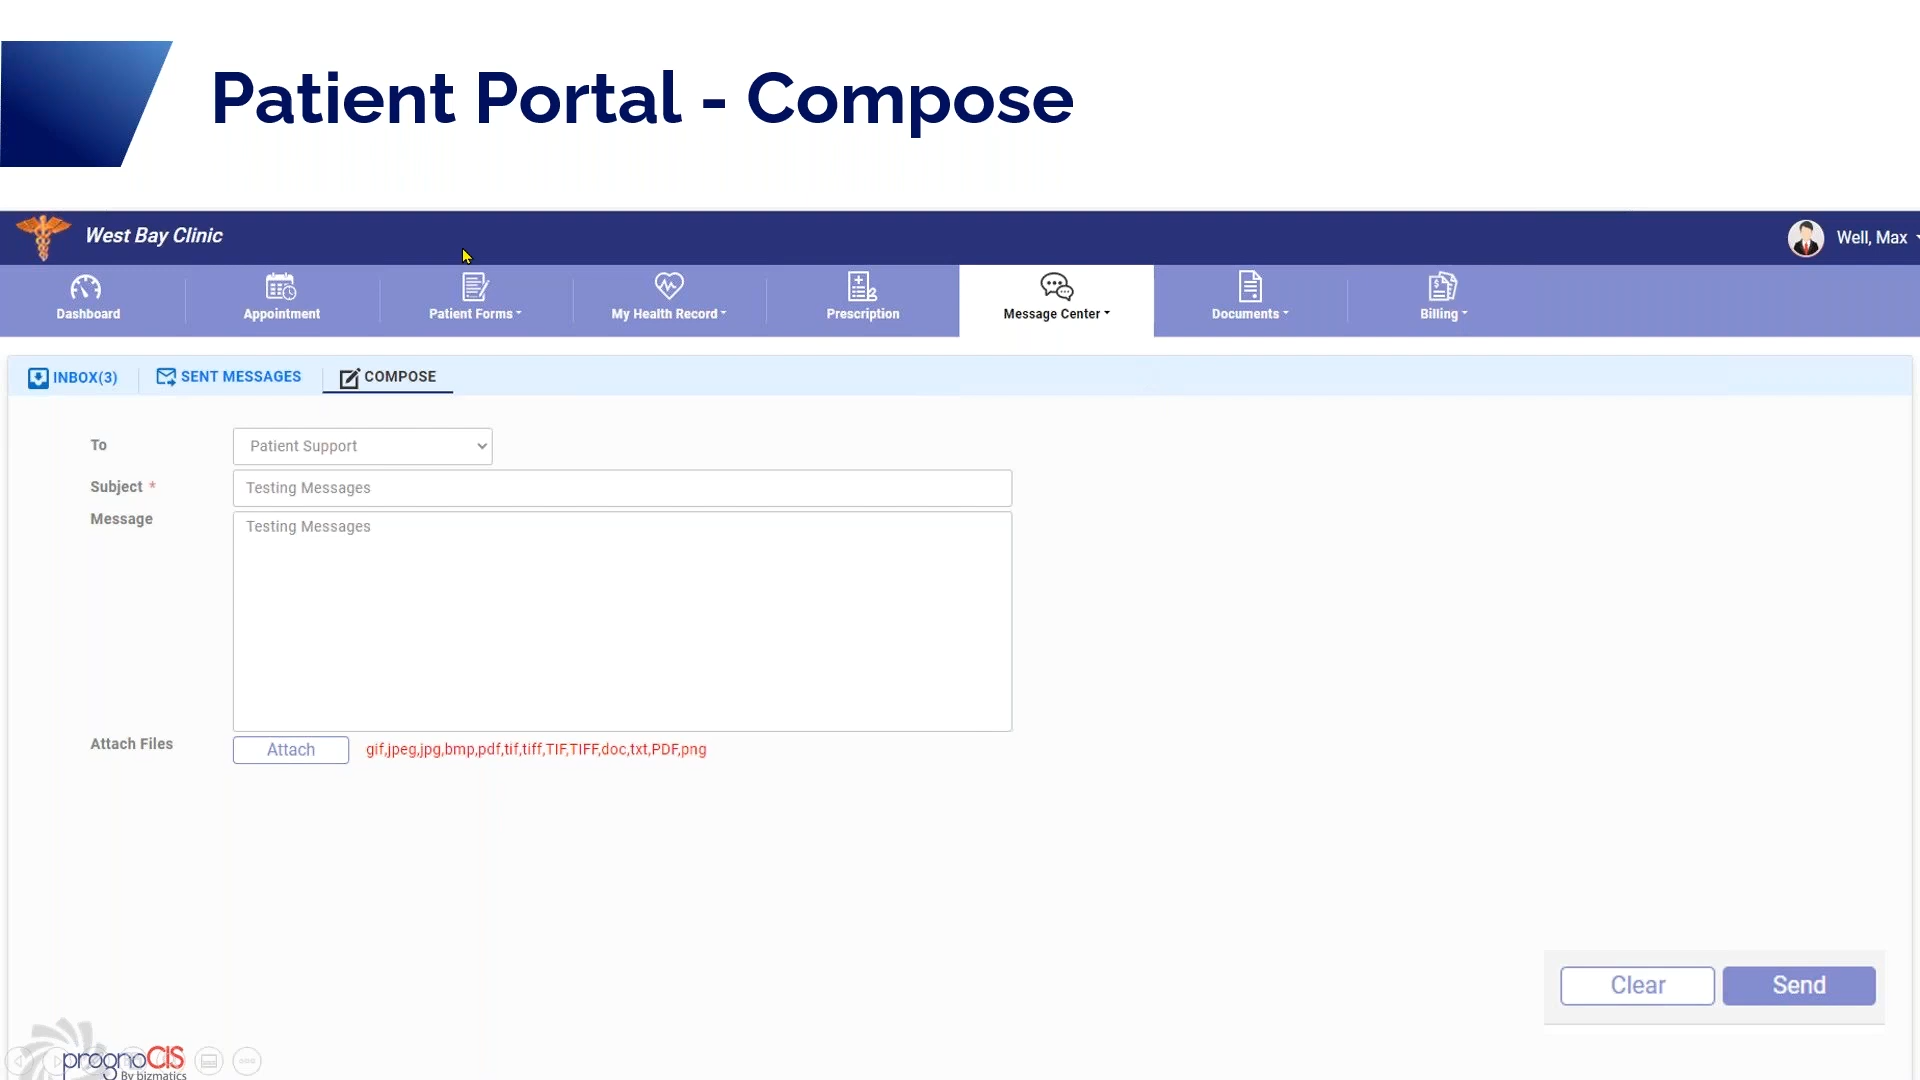 Patient Portal - Compose
West Bay Clinic
Well, Max
Dashboard
Appointment
Patient Forms
My Health Record
Prescription
Message Center
Documents
Billing
INBOX(3)
SENT MESSAGES
COMPOSE
To
Patient Support
Subject *
Testing Messages
Message
Testing Messages
Attach Files
Attach
gif,jpeg,jpg,bmp,pdf,tif,tiff,TIF,TIFF,doc,txt,PDF,png
Clear
Send
prognoCIS
By bizmatics